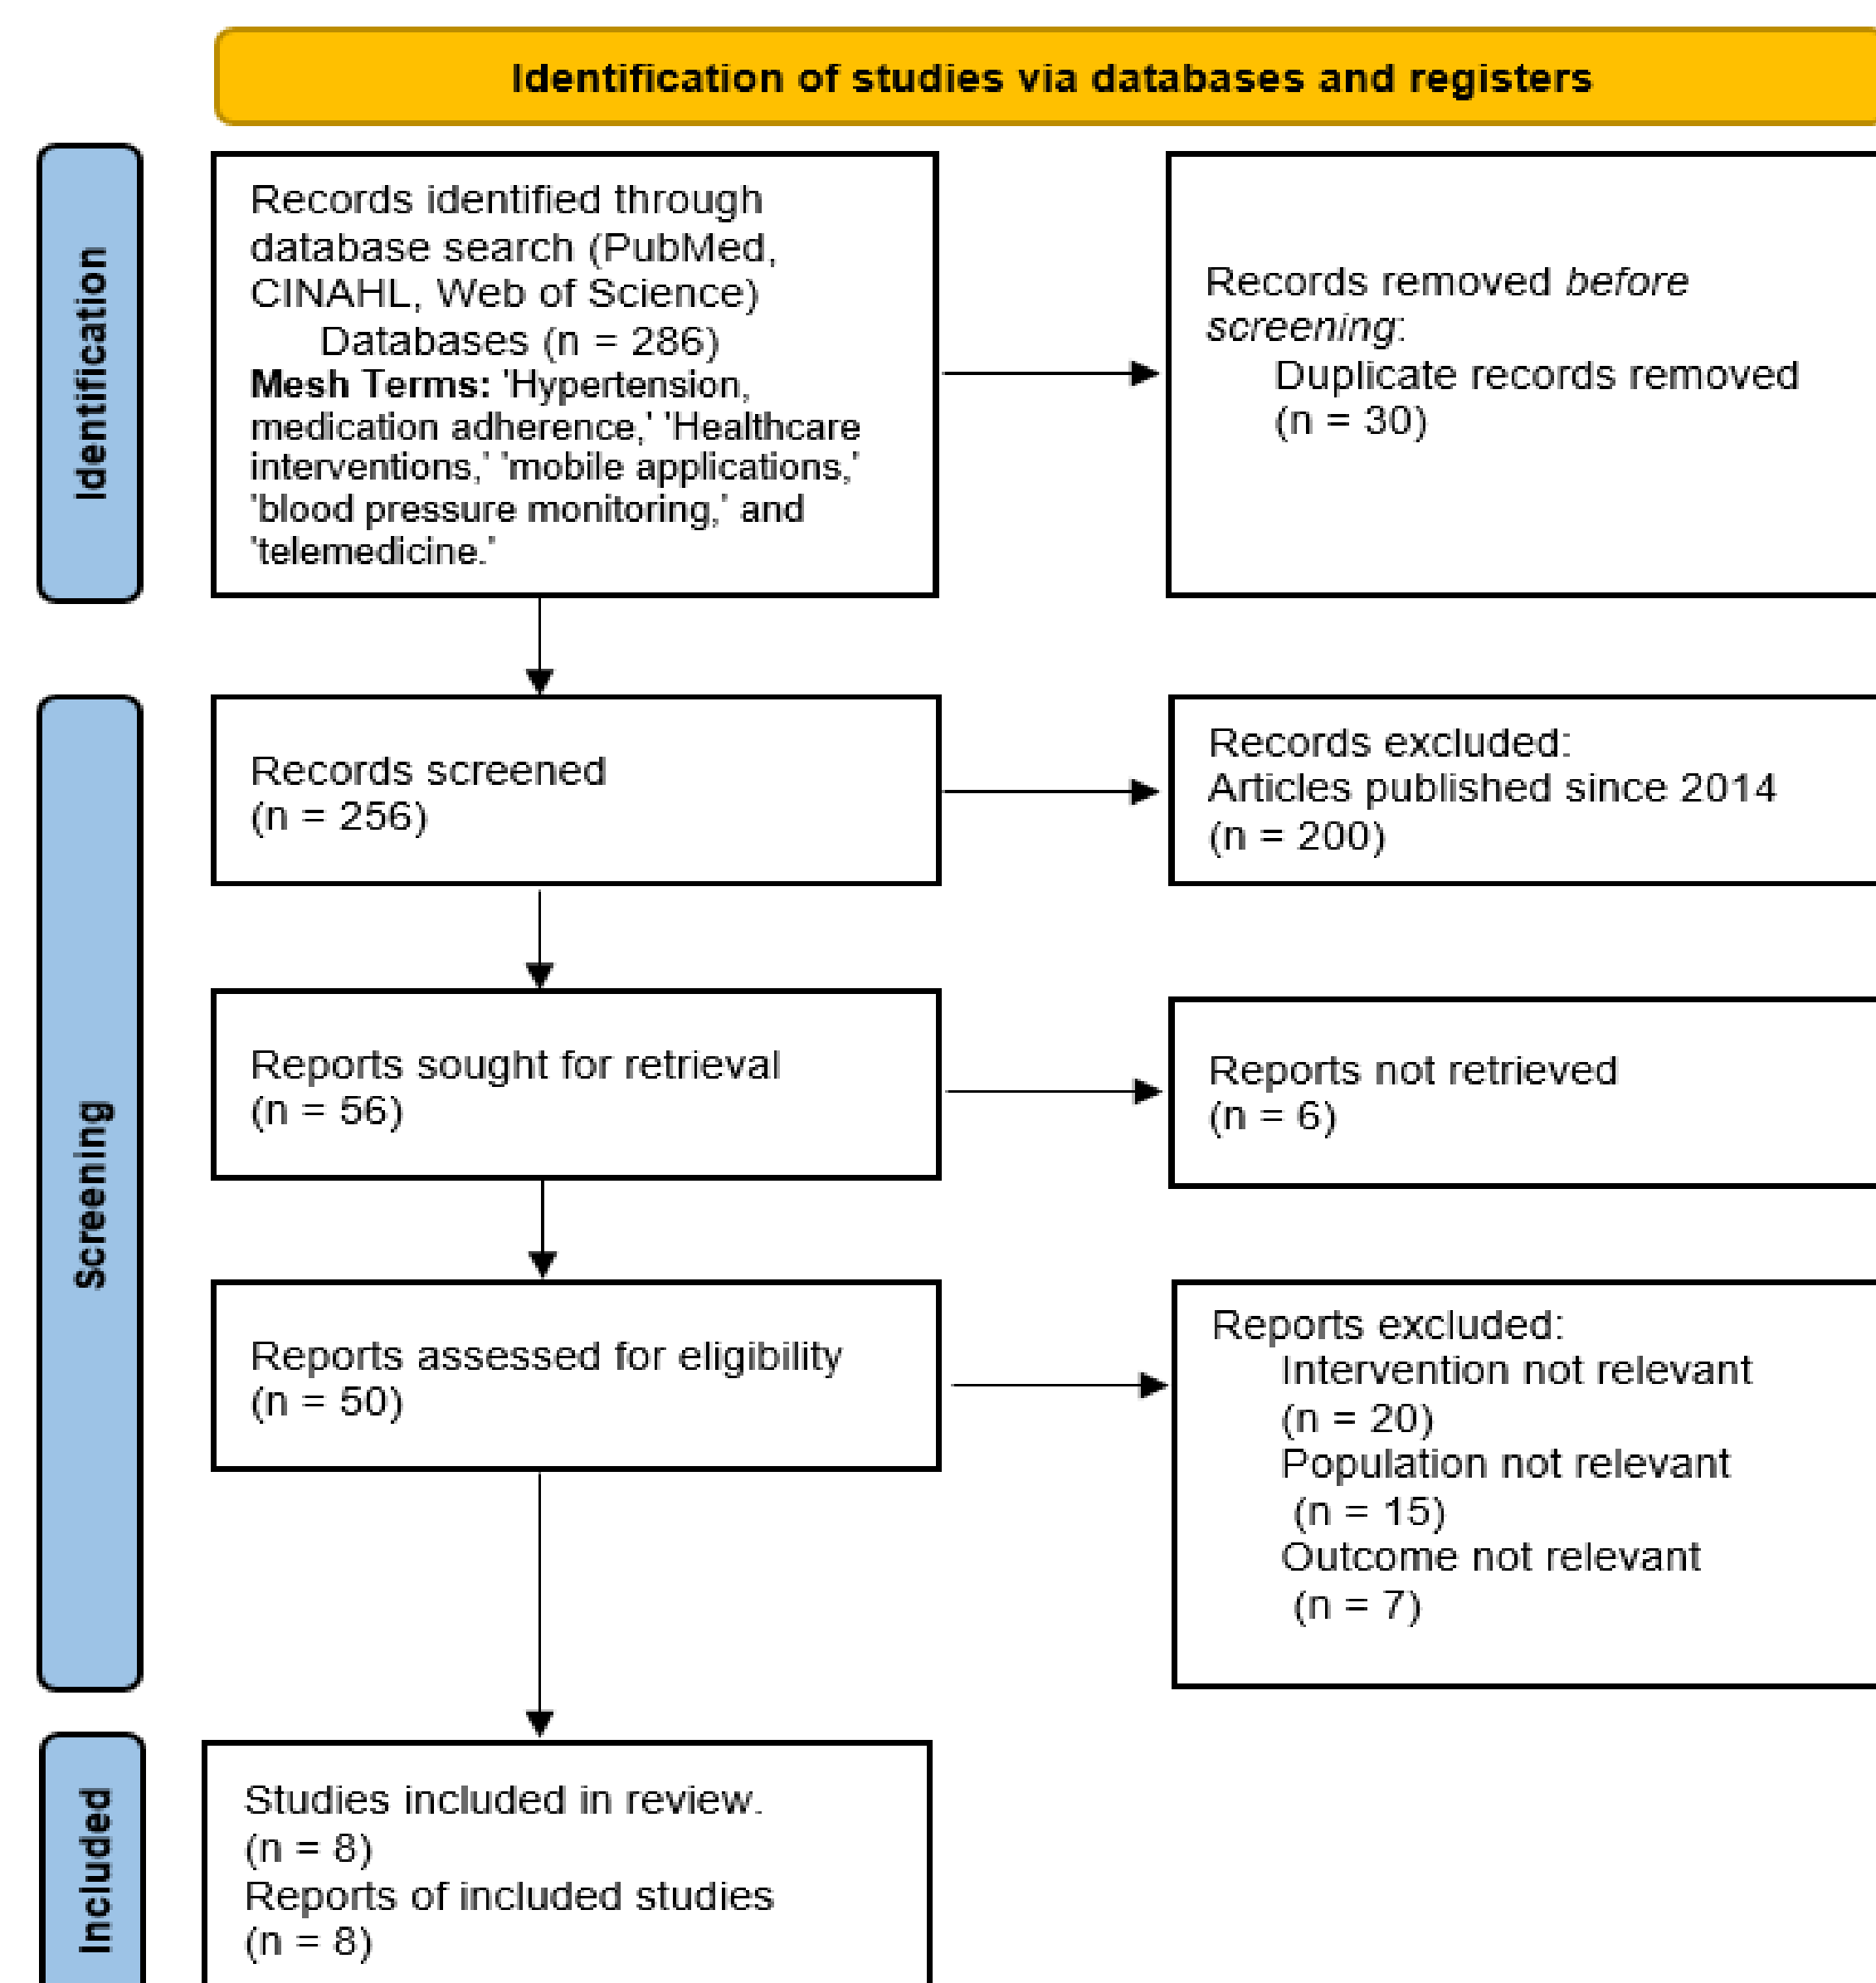 Identification of studies via databases and registers
Identification
Records identified through
database search (PubMed,
CINAHL, Web of Science)
Databases (n = 286)
Mesh Terms: 'Hypertension,
medication adherence,' 'Healthcare
interventions,' 'mobile applications,'
'blood pressure monitoring,' and
'telemedicine.'
Records removed before
screening:
Duplicate records removed
(n = 30)
Screening
Records screened
(n = 256)
Records excluded:
Articles published since 2014
(n = 200)
Reports sought for retrieval
(n = 56)
Reports not retrieved
(n = 6)
Reports assessed for eligibility
(n = 50)
Reports excluded:
Intervention not relevant
(n = 20)
Population not relevant
(n = 15)
Outcome not relevant
(n = 7)
Included
Studies included in review.
(n = 8)
Reports of included studies
(n = 8)